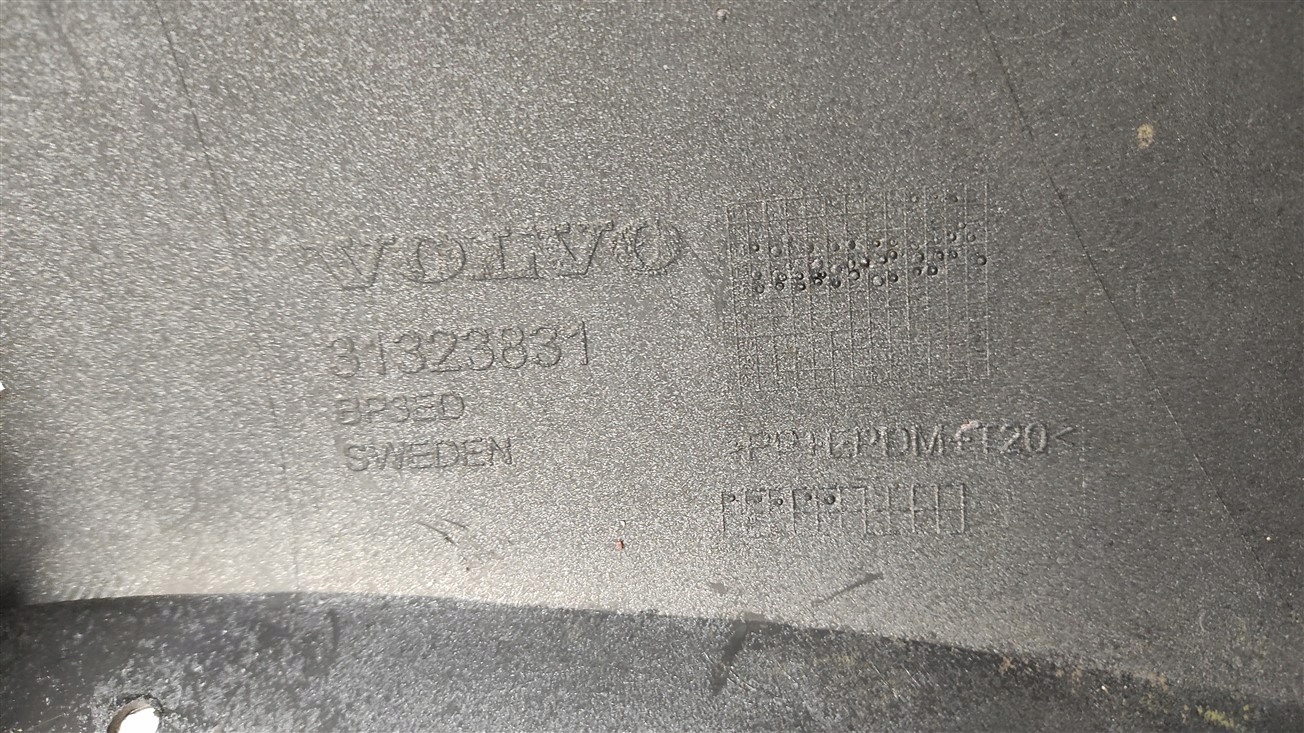 VOLVO
31323831
BP3ED
SWEDEN
>PP+EPDM+T20<